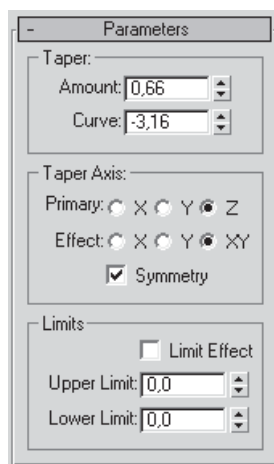 - Parameters
Taper:
Amount: 0,66
Curve: -3,16
Taper Axis:
Primary: X Y Z
Effect: X Y XY
Symmetry
Limits
Limit Effect
Upper Limit: 0,0
Lower Limit: 0,0